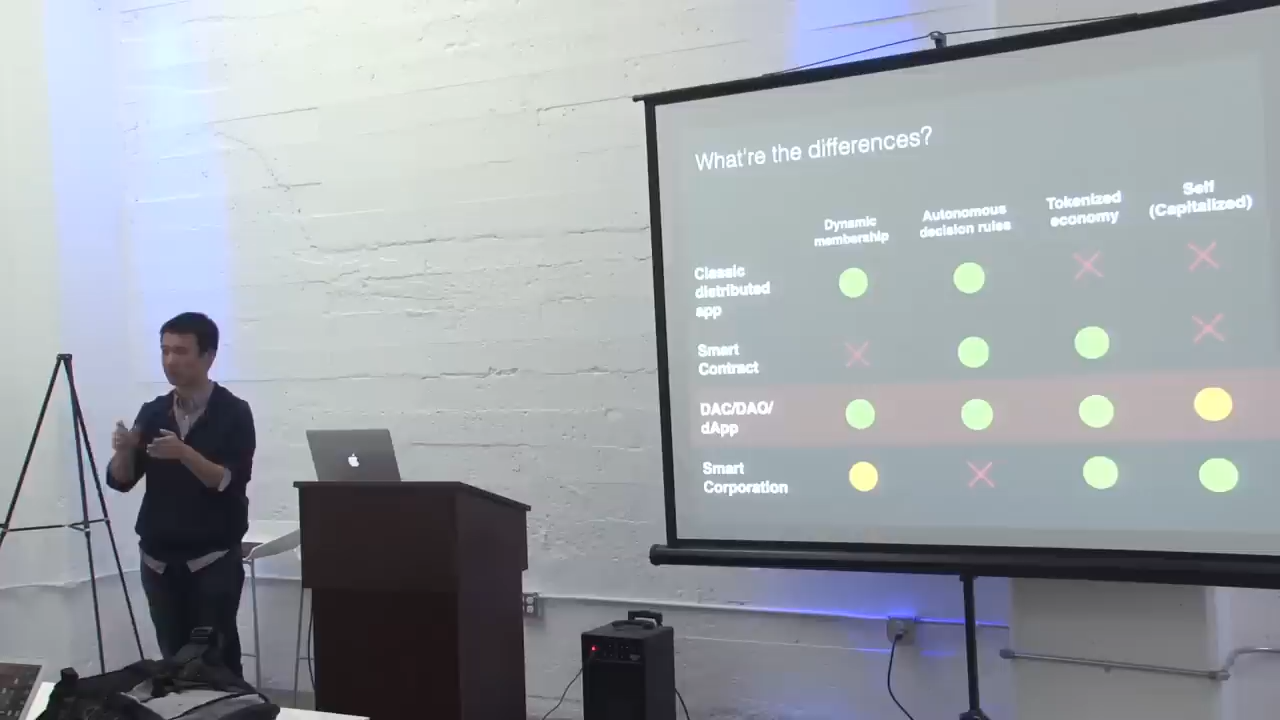 What're the differences?
Dynamic
membership
Autonomous
decision rules
Tokenized
economy
Self
(Capitalized)
Classic
distributed
app
Smart
Contract
DAC/DAO/
dApp
Smart
Corporation